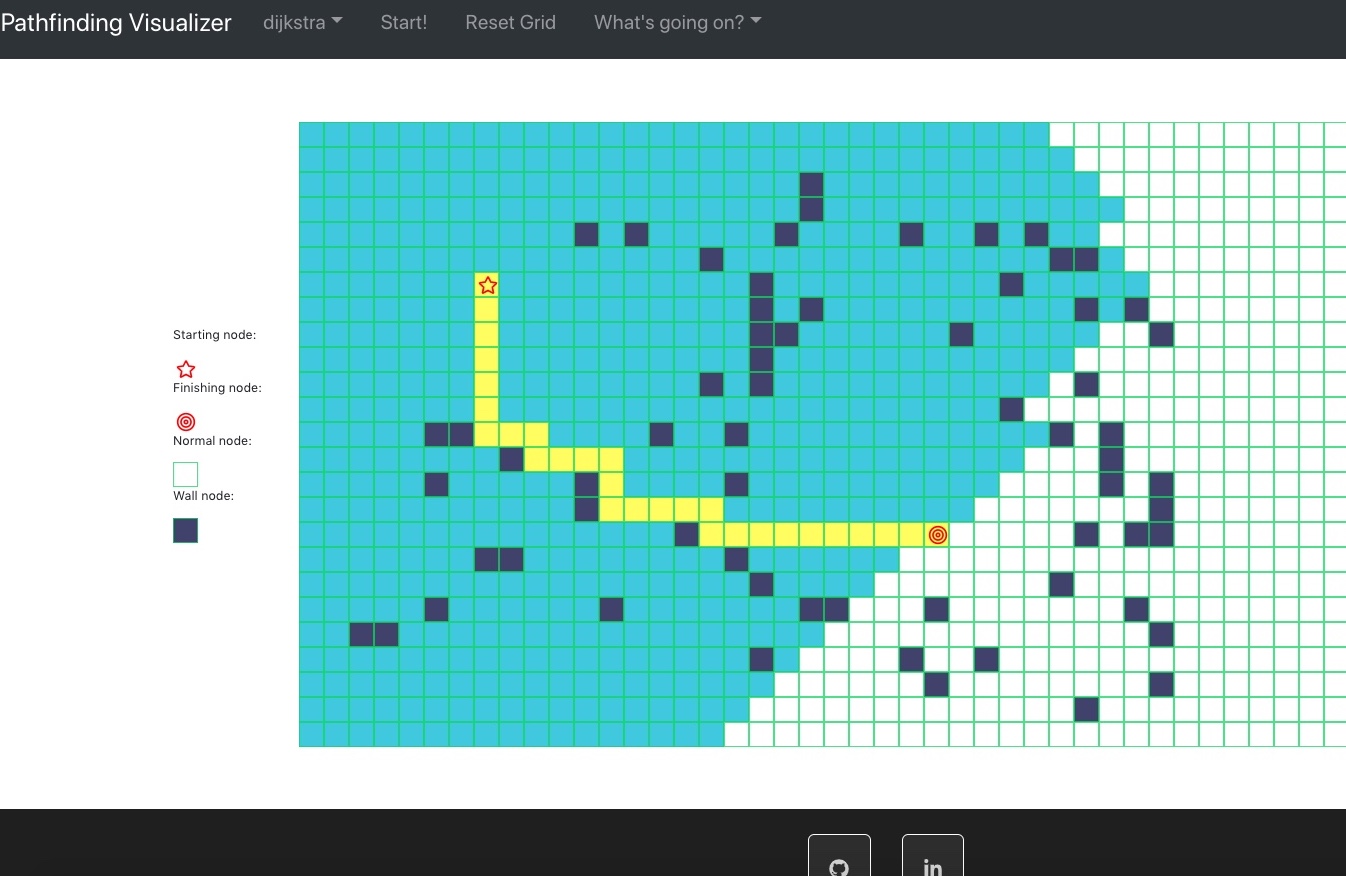 Pathfinding Visualizer dijkstra Start! Reset Grid What's going on?
Starting node:
Finishing node:
Normal node:
Wall node:
in